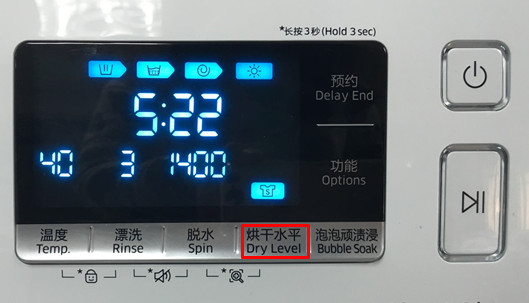 *长按3秒(Hold 3 sec)
预约
Delay End
5:22
40 3 1400
功能
Options
S
温度 漂洗 脱水 烘干水平 泡泡顽渍浸
Temp. Rinse Spin Dry Level Bubble Soak
* * *